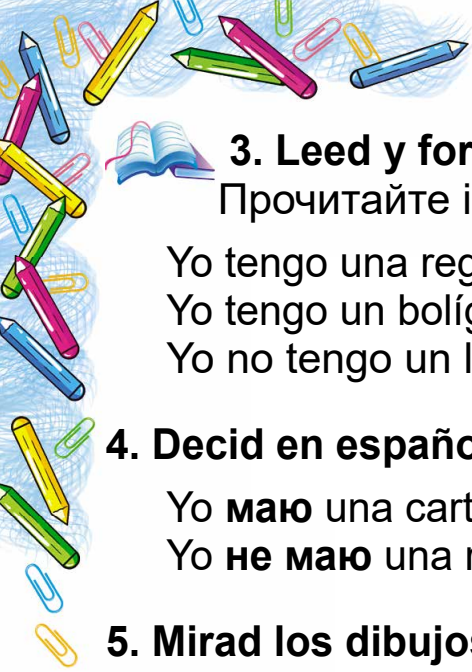 3. Leed y for
Прочитайте і
Yo tengo una reg
Yo tengo un bolíg
Yo no tengo un l
4. Decid en españo
Yo маю una cart
Yo не маю una
5. Mirad los dibujos